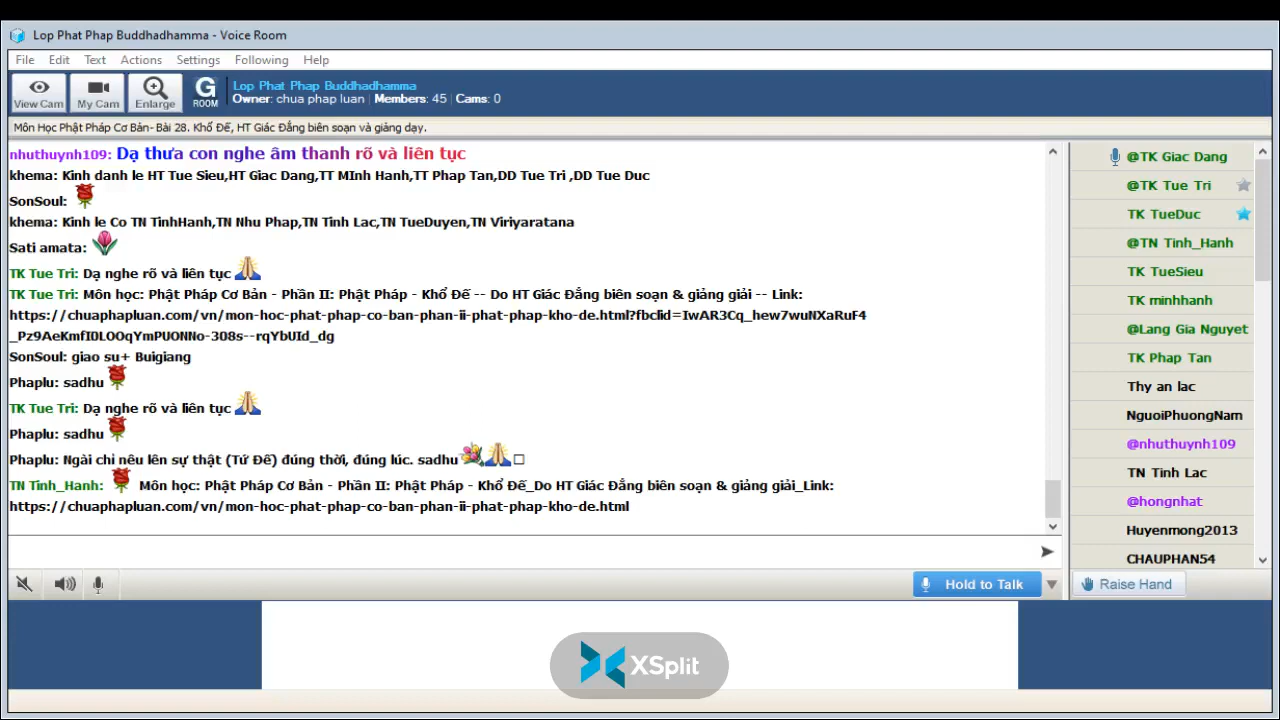 Lop Phat Phap Buddhadhamma - Voice Room
File Edit Text Actions Settings Following Help
View Cam
My Cam
Enlarge
G
ROOM
Lop Phat Phap Buddhadhamma
Owner: chua phap luan | Members: 45 | Cams: 0
Môn Học Phật Pháp Cơ Bản- Bài 28. Khổ Đế, HT Giác Đẳng biên soạn và giảng dạy.
nhuthuynh109: Dạ thưa con nghe âm thanh rõ và liên tục
khema: Kinh danh le HT Tue Sieu,HT Giac Dang,TT MInh Hanh,TT Phap Tan,DD Tue Tri ,DD Tue Duc
SonSoul:
khema: Kinh le Co TN TinhHanh,TN Nhu Phap,TN Tinh Lac,TN TueDuyen,TN Viriyaratana
Sati amata:
TK Tue Tri: Dạ nghe rõ và liên tục
TK Tue Tri: Môn học: Phật Pháp Cơ Bản - Phần II: Phật Pháp - Khổ Đế -- Do HT Giác Đẳng biên soạn & giảng giải -- Link:
https://chuaphapluan.com/vn/mon-hoc-phat-phap-co-ban-phan-ii-phat-phap-kho-de.html?fbclid=IwAR3Cq_hew7wuNXaRuF4
_Pz9AeKmfIDLOOqYmPUONNo-308s--rqYbUId_dg
SonSoul: giao su+ Buigiang
Phaplu: sadhu
TK Tue Tri: Dạ nghe rõ và liên tục
Phaplu: sadhu
Phaplu: Ngài chỉ nêu lên sự thật (Tứ Đế) đúng thời, đúng lúc. sadhu
TN Tinh_Hanh: Môn học: Phật Pháp Cơ Bản - Phần II: Phật Pháp - Khổ Đế_Do HT Giác Đẳng biên soạn & giảng giải_Link:
https://chuaphapluan.com/vn/mon-hoc-phat-phap-co-ban-phan-ii-phat-phap-kho-de.html
Hold to Talk
@TK Giac Dang
@TK Tue Tri
TK TueDuc
@TN Tinh_Hanh
TK TueSieu
TK minhhanh
@Lang Gia Nguyet
TK Phap Tan
Thy an lac
NguoiPhuongNam
@nhuthuynh109
TN Tinh Lac
@hongnhat
Huyenmong2013
CHAUPHAN54
Raise Hand
XSplit